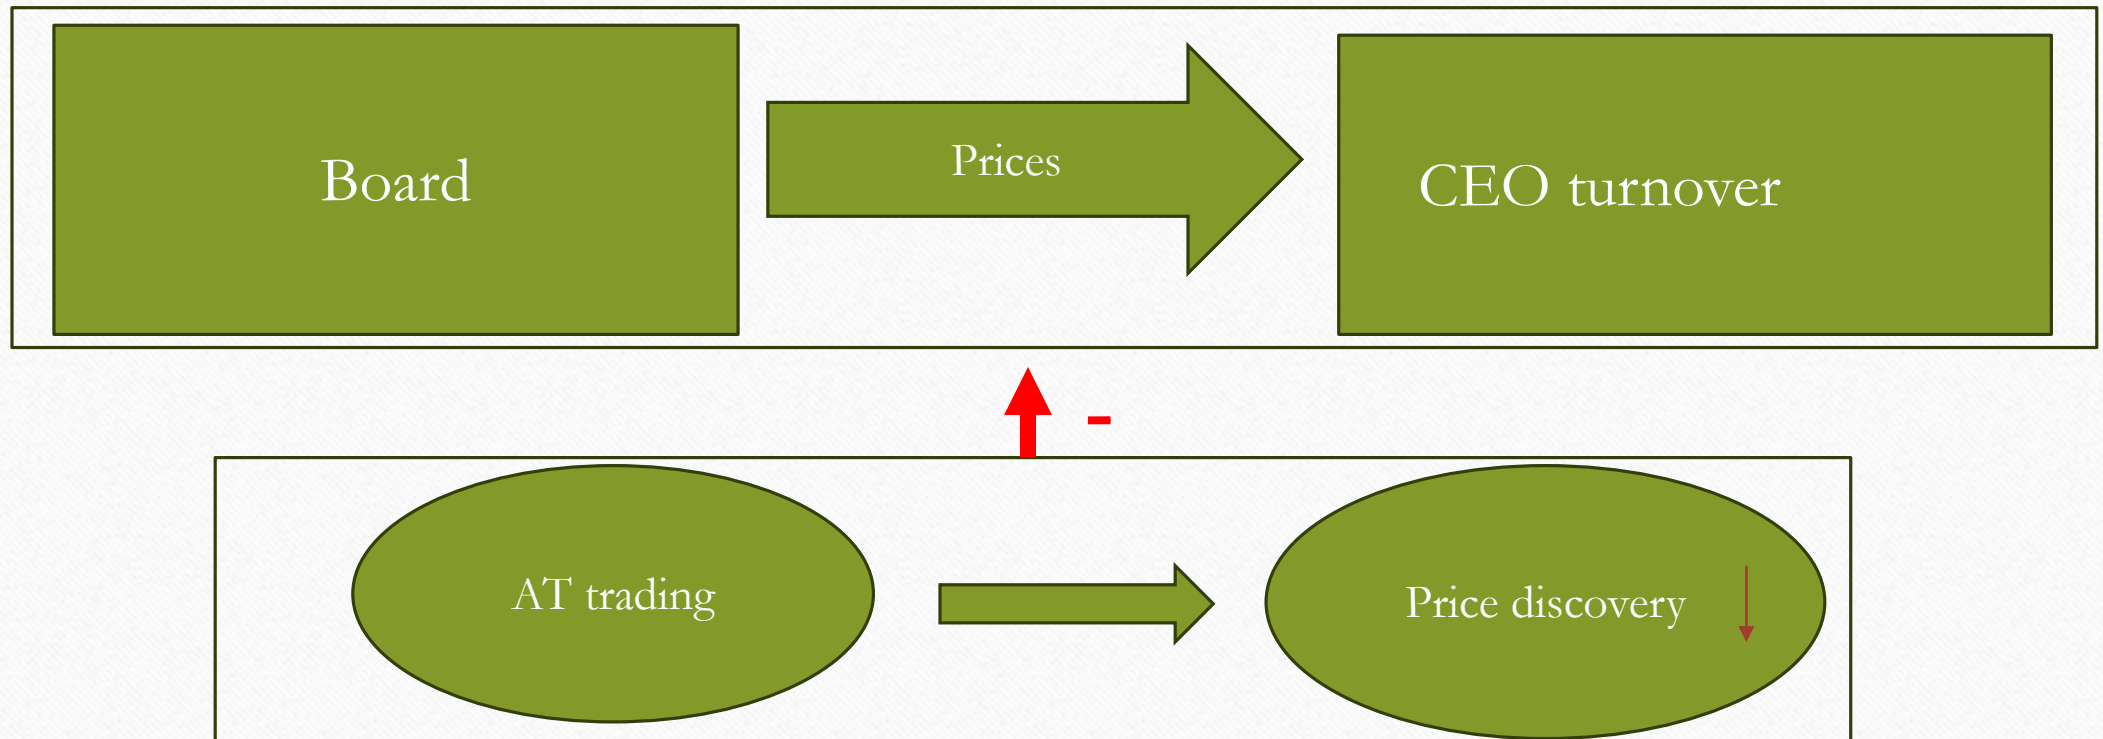 Board
Prices
CEO turnover
-
AT trading
Price discovery